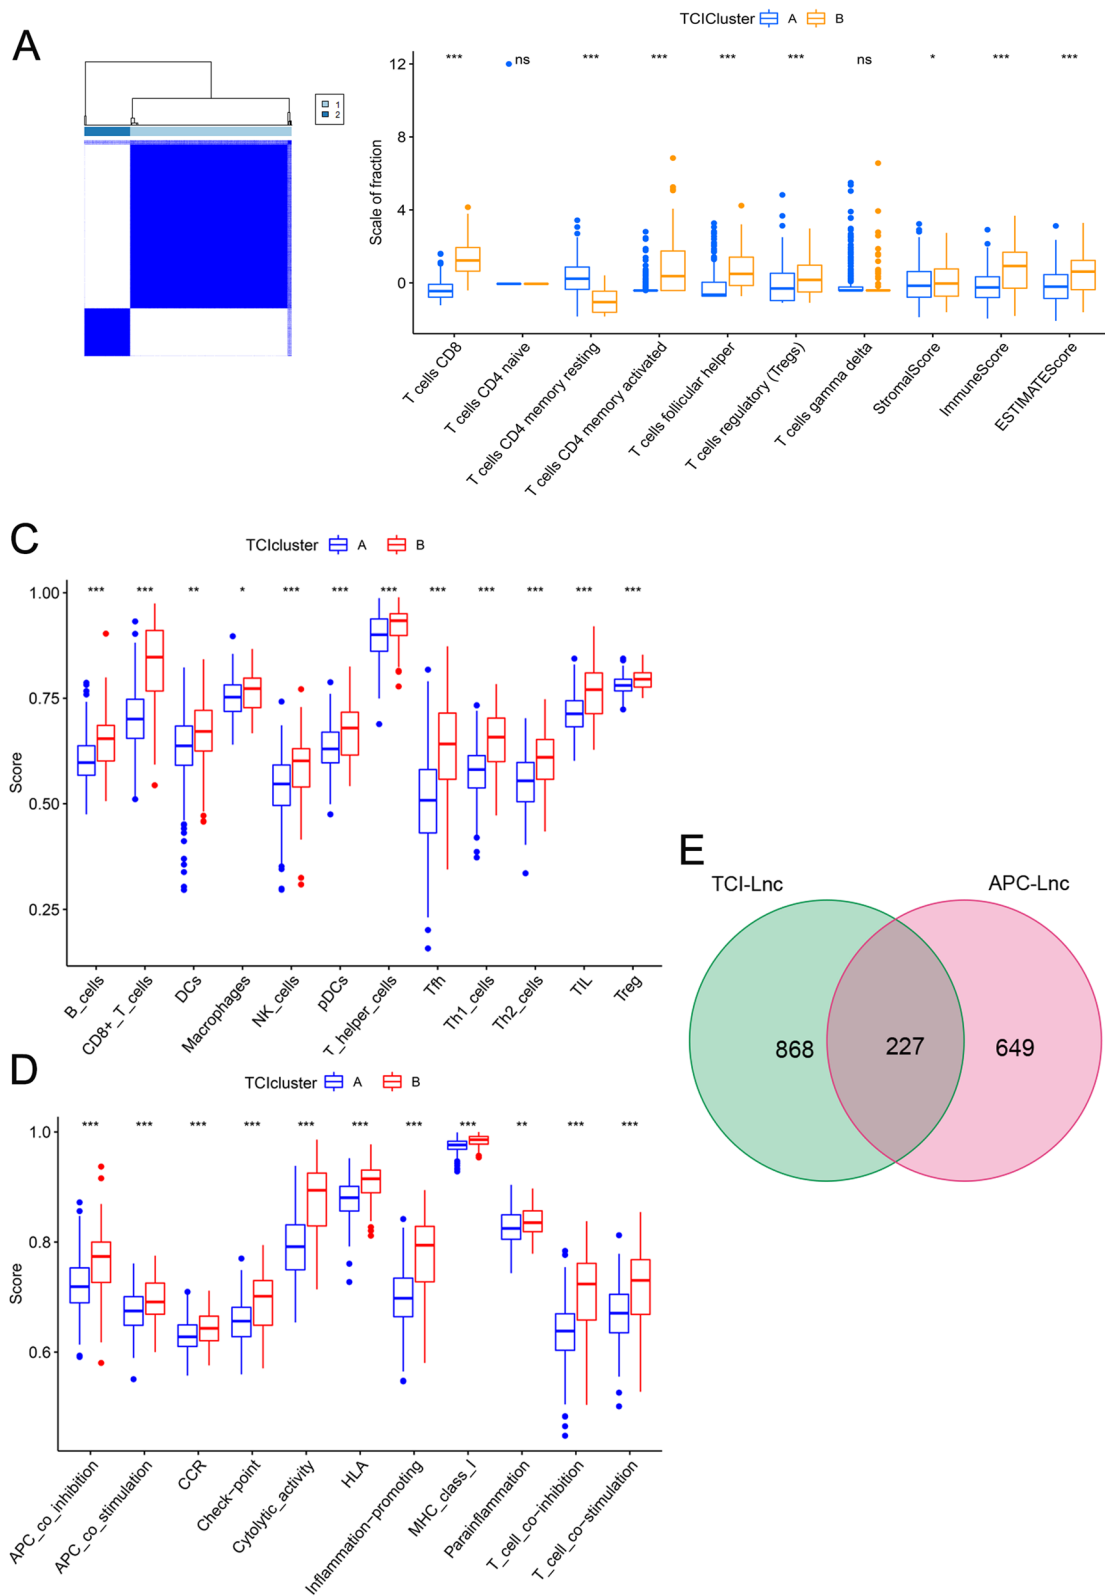 A
1
2
TCICluster A B
Scale of fraction
12
8
4
0
*** ns *** *** *** *** ns * *** ***
T cells CD8
T cells CD4 naive
T cells CD4 memory resting
T cells CD4 memory activated
T cells follicular helper
T cells regulatory (Tregs)
T cells gamma delta
StromalScore
ImmuneScore
ESTIMATEScore
C
TCIcluster A B
Score
1.00
0.75
0.50
0.25
*** *** ** * *** *** *** *** *** *** *** ***
B_cells
CD8+_T_cells
DCs
Macrophages
NK_cells
pDCs
T_helper_cells
Tfh
Th1_cells
Th2_cells
TIL
Treg
D
TCIcluster A B
Score
1.0
0.8
0.6
*** *** *** *** *** *** *** *** ** *** ***
APC_co_inhibition
APC_co_stimulation
CCR
Check−point
Cytolytic_activity
HLA
Inflammation−promoting
MHC_class_I
Parainflammation
T_cell_co−inhibition
T_cell_co−stimulation
E
TCI-Lnc APC-Lnc
868 227 649